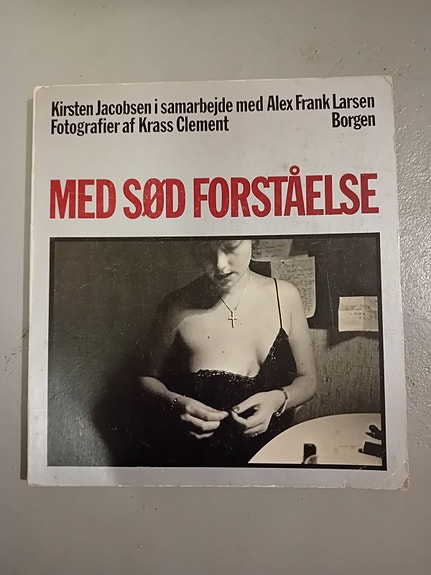 Kirsten Jacobsen i samarbejde med Alex Frank Larsen
Fotografier af Krass Clement Borgen
MED SØD FORSTÅELSE